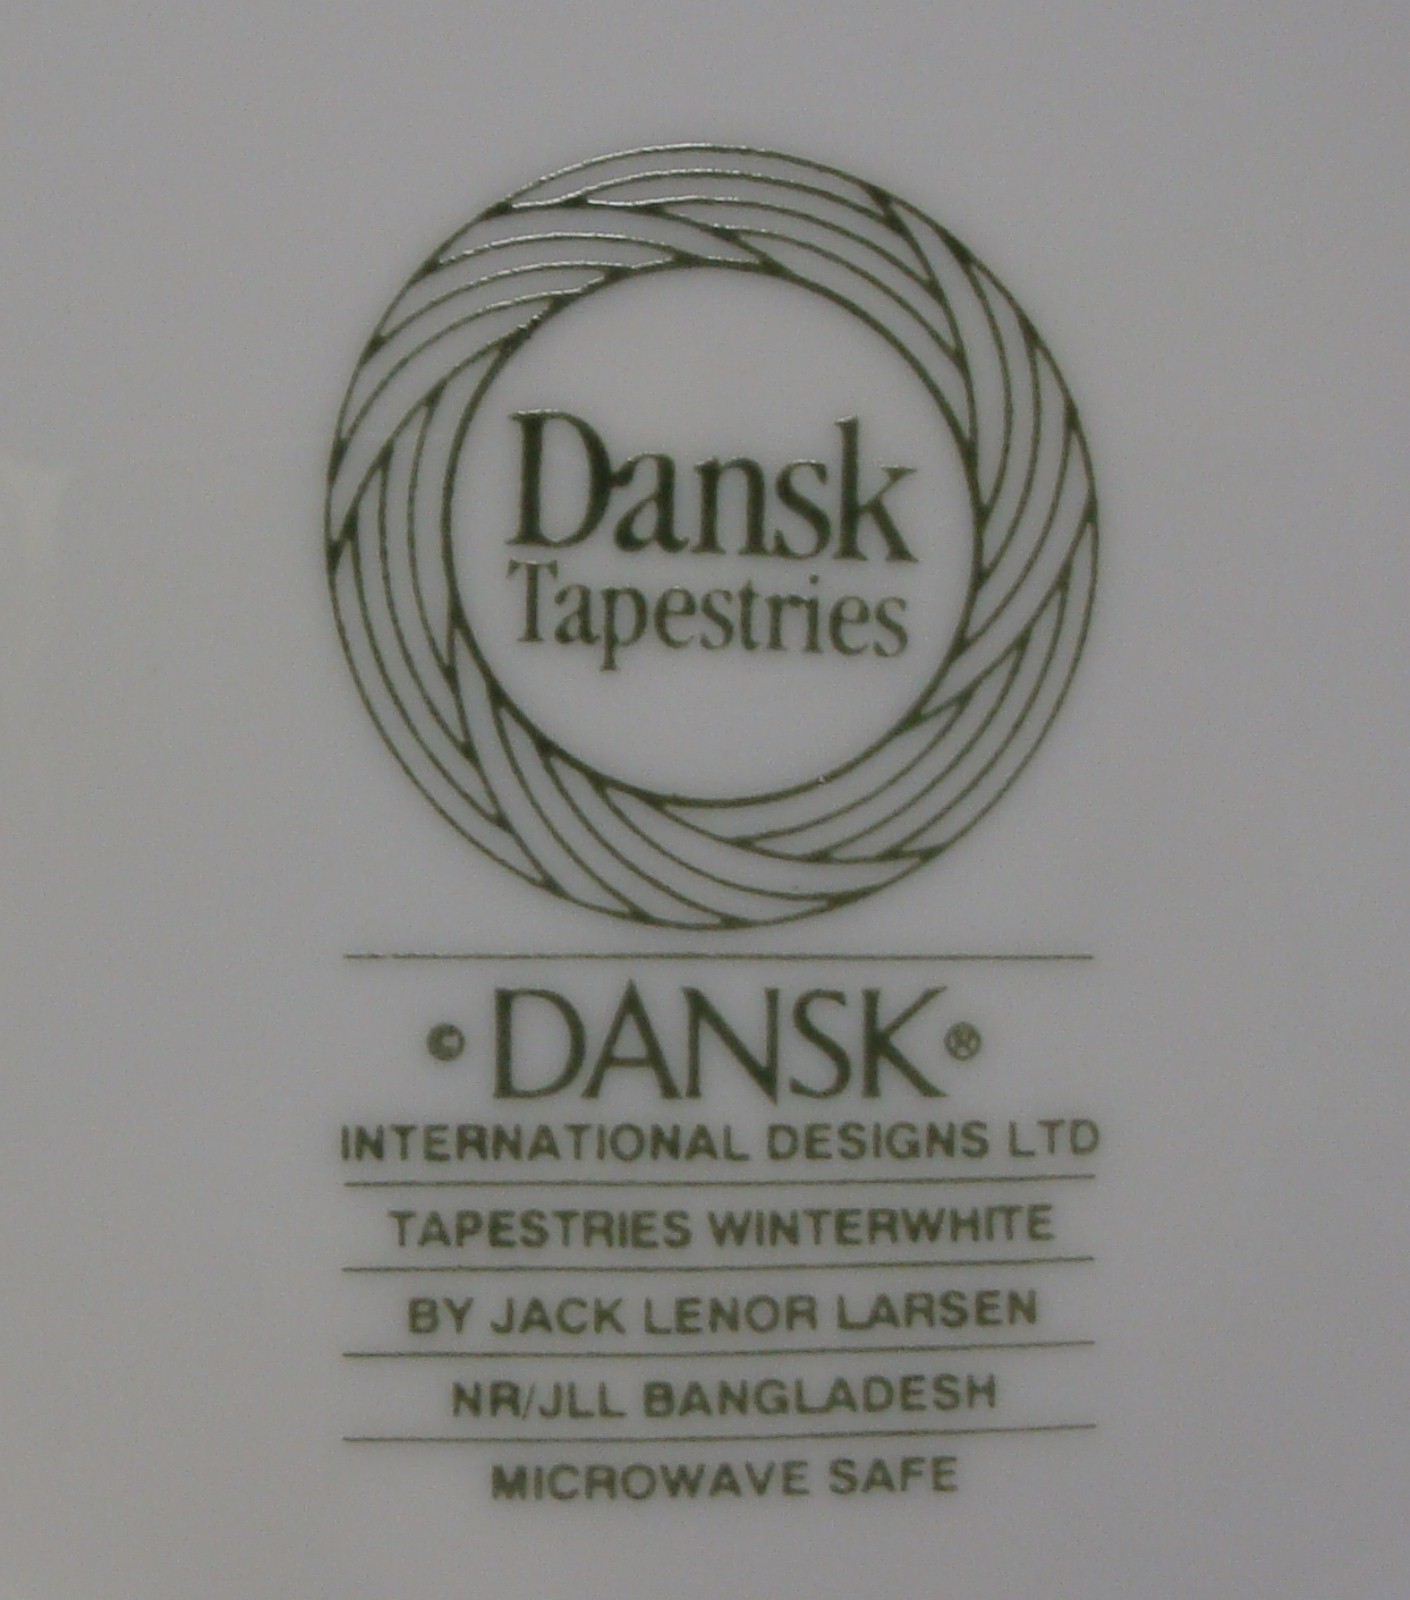 Dansk
Tapestries
© DANSK ®
INTERNATIONAL DESIGNS LTD
TAPESTRIES WINTERWHITE
BY JACK LENOR LARSEN
NR/JLL BANGLADESH
MICROWAVE SAFE